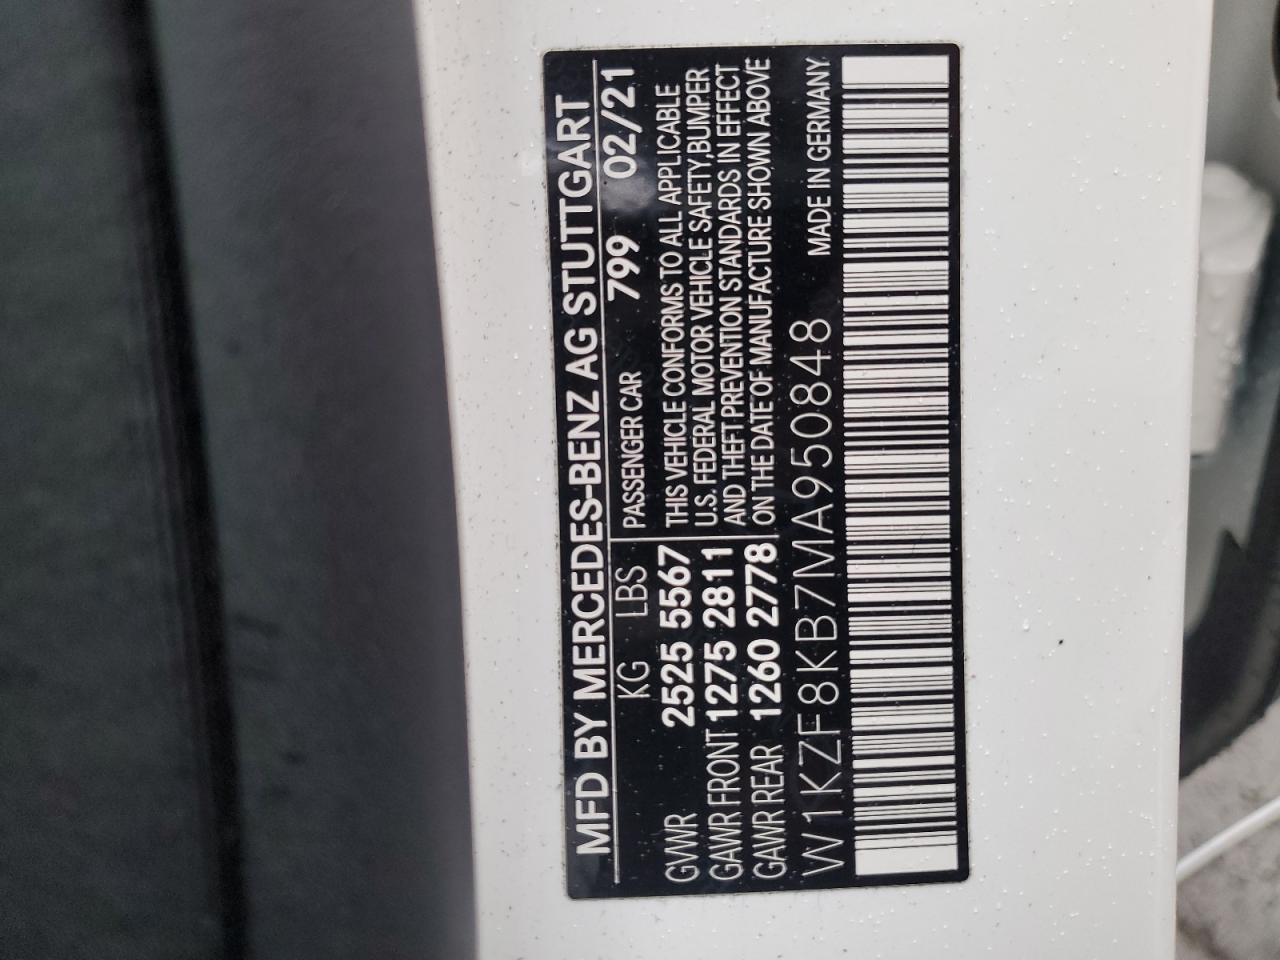 MFD BY MERCEDES-BENZ AG STUTTGART
KG LBS PASSENGER CAR 799 02/21
GVWR 2525 5567 THIS VEHICLE CONFORMS TO ALL APPLICABLE
U.S. FEDERAL MOTOR VEHICLE SAFETY,BUMPER
GAWR FRONT 1275 2811 AND THEFT PREVENTION STANDARDS IN EFFECT
GAWR REAR 1260 2778 ON THE DATE OF MANUFACTURE SHOWN ABOVE
W1KZF8KB7MA950848 MADE IN GERMANY